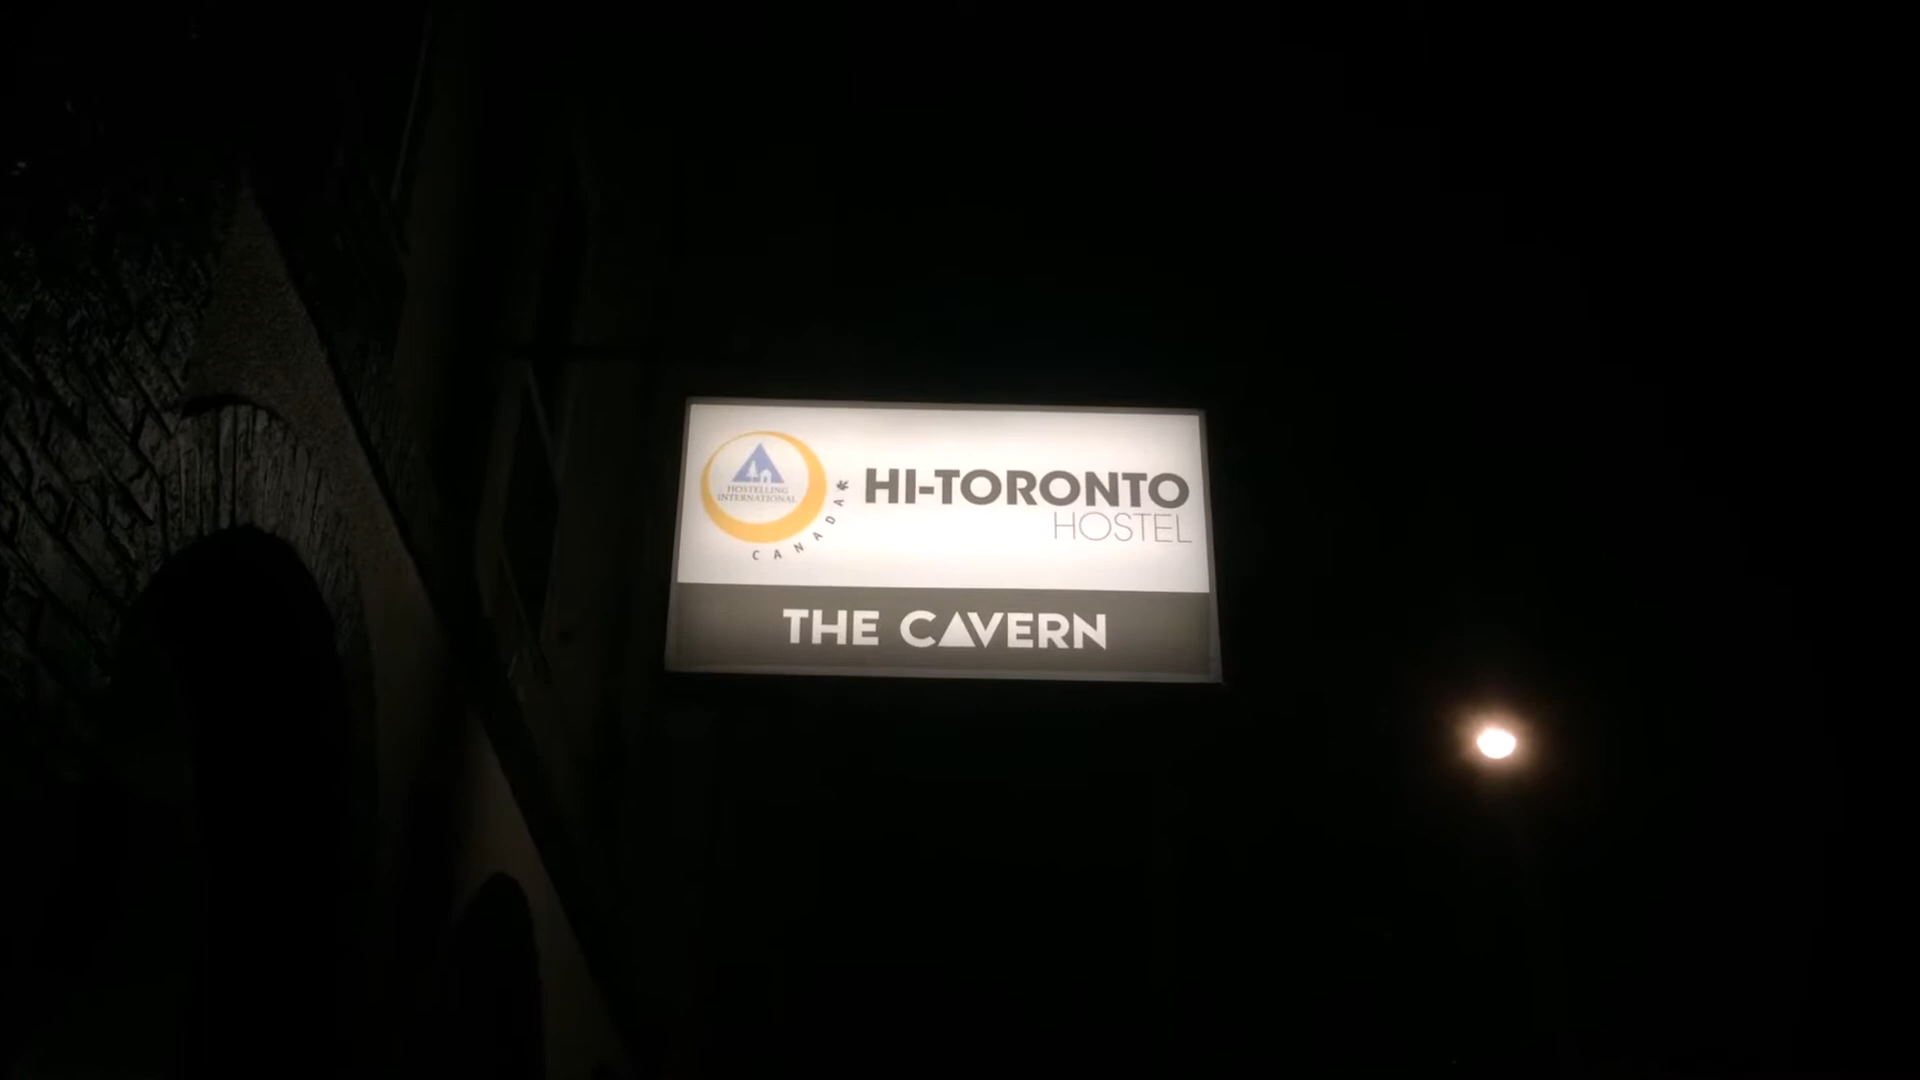 HOSTELLING
INTERNATIONAL
CANADA
HI-TORONTO
HOSTEL
THE CAVERN